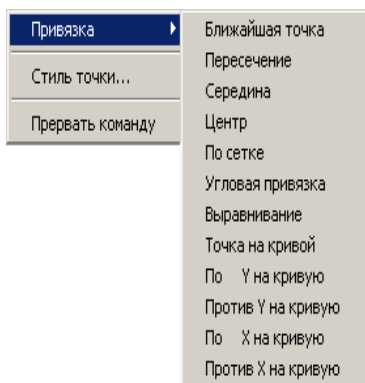 Привязка
Стиль точки...
Прервать команду
Ближайшая точка
Пересечение
Середина
Центр
По сетке
Угловая привязка
Выравнивание
Точка на кривой
По Y на кривую
Против Y на кривую
По X на кривую
Против X на кривую